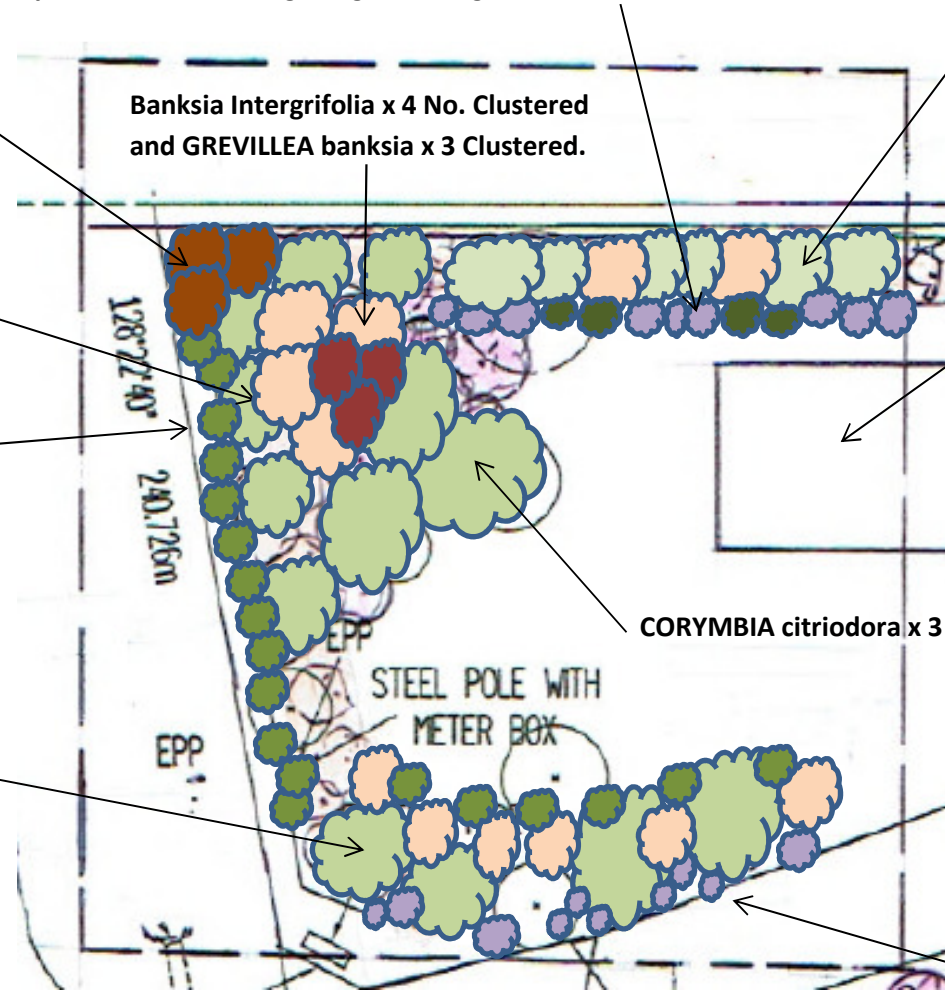 Banksia Intergrifolia x 4 No. Clustered
and GREVILLEA banksia x 3 Clustered.
128°22'40"
240.726m
CORYMBIA citriodora x 3
EPP
STEEL POLE WITH
METER BOX
EPP